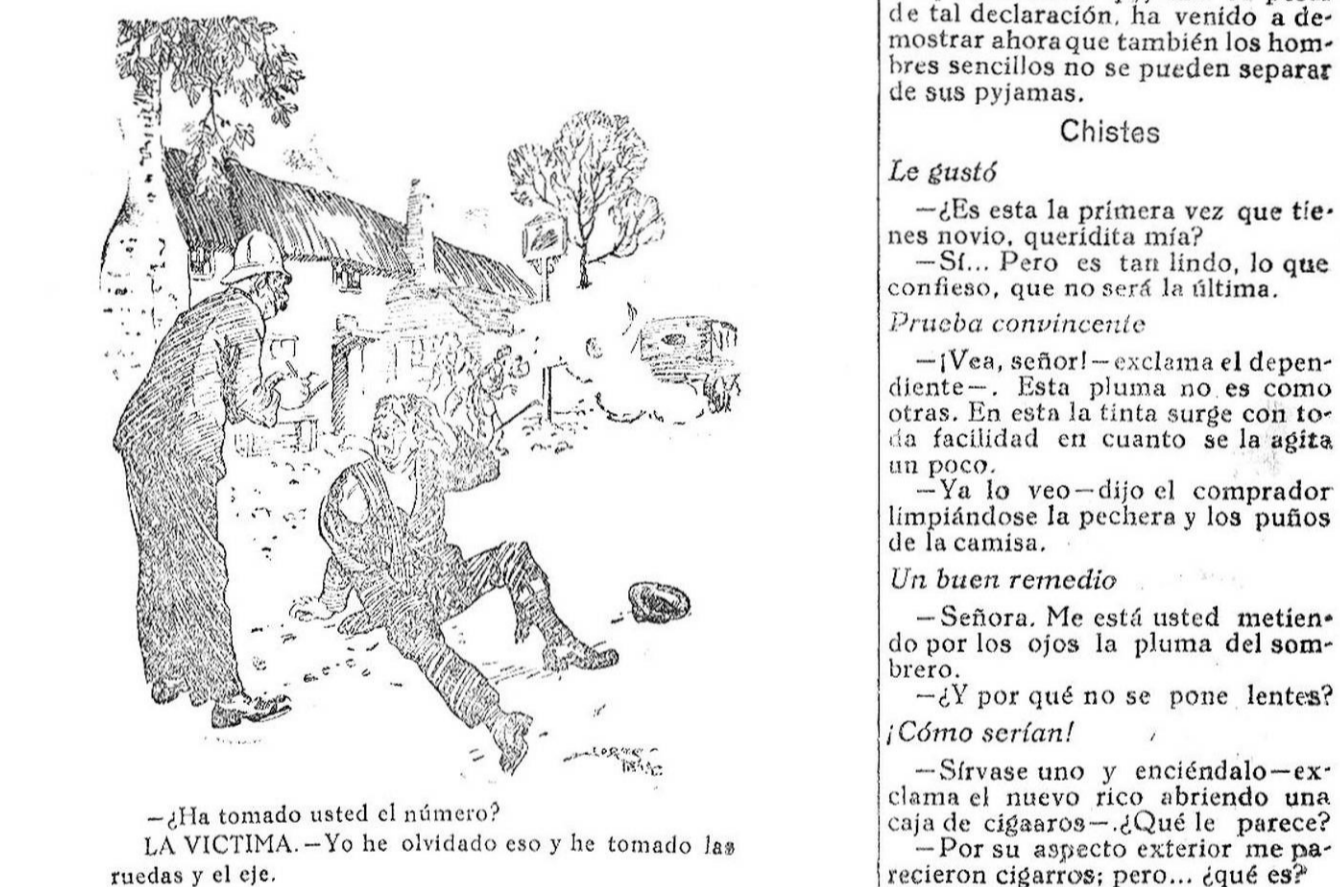 —¿Ha tomado usted el número?
LA VICTIMA.—Yo he olvidado eso y he tomado las
ruedas y el eje.
de tal declaración, ha venido a de-
mostrar ahora que también los hom-
bres sencillos no se pueden separar
de sus pyjamas.
Chistes
Le gustó
—¿Es esta la primera vez que tie-
nes novio, queridita mía?
—Sí... Pero es tan lindo, lo que
confieso, que no será la última.
Prueba convincente
—¡Vea, señor!—exclama el depen-
diente—. Esta pluma no es como
otras. En esta la tinta surge con to-
da facilidad en cuanto se la agita
un poco.
—Ya lo veo—dijo el comprador
limpiándose la pechera y los puños
de la camisa.
Un buen remedio
—Señora. Me está usted metien-
do por los ojos la pluma del som-
brero.
—¿Y por qué no se pone lentes?
¡Cómo serían!
—Sírvase uno y enciéndalo—ex-
clama el nuevo rico abriendo una
caja de cigaaros—.¿Qué le parece?
—Por su aspecto exterior me pa-
recieron cigarros; pero... ¿qué es?